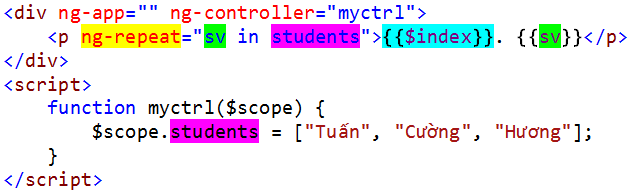 <div ng-app="" ng-controller="myctrl">
    <p ng-repeat="sv in students">{{$index}}. {{sv}}</p>
</div>
<script>
    function myctrl($scope) {
        $scope.students = ["Tuấn", "Cường", "Hương"];
    }
</script>